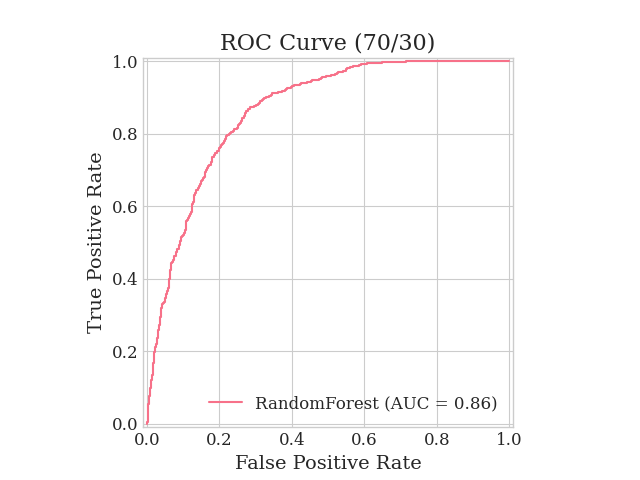 ROC Curve (70/30)
1.0
0.8
0.6
0.4
0.2
0.0
True Positive Rate
RandomForest (AUC = 0.86)
0.0 0.2 0.4 0.6 0.8 1.0
False Positive Rate